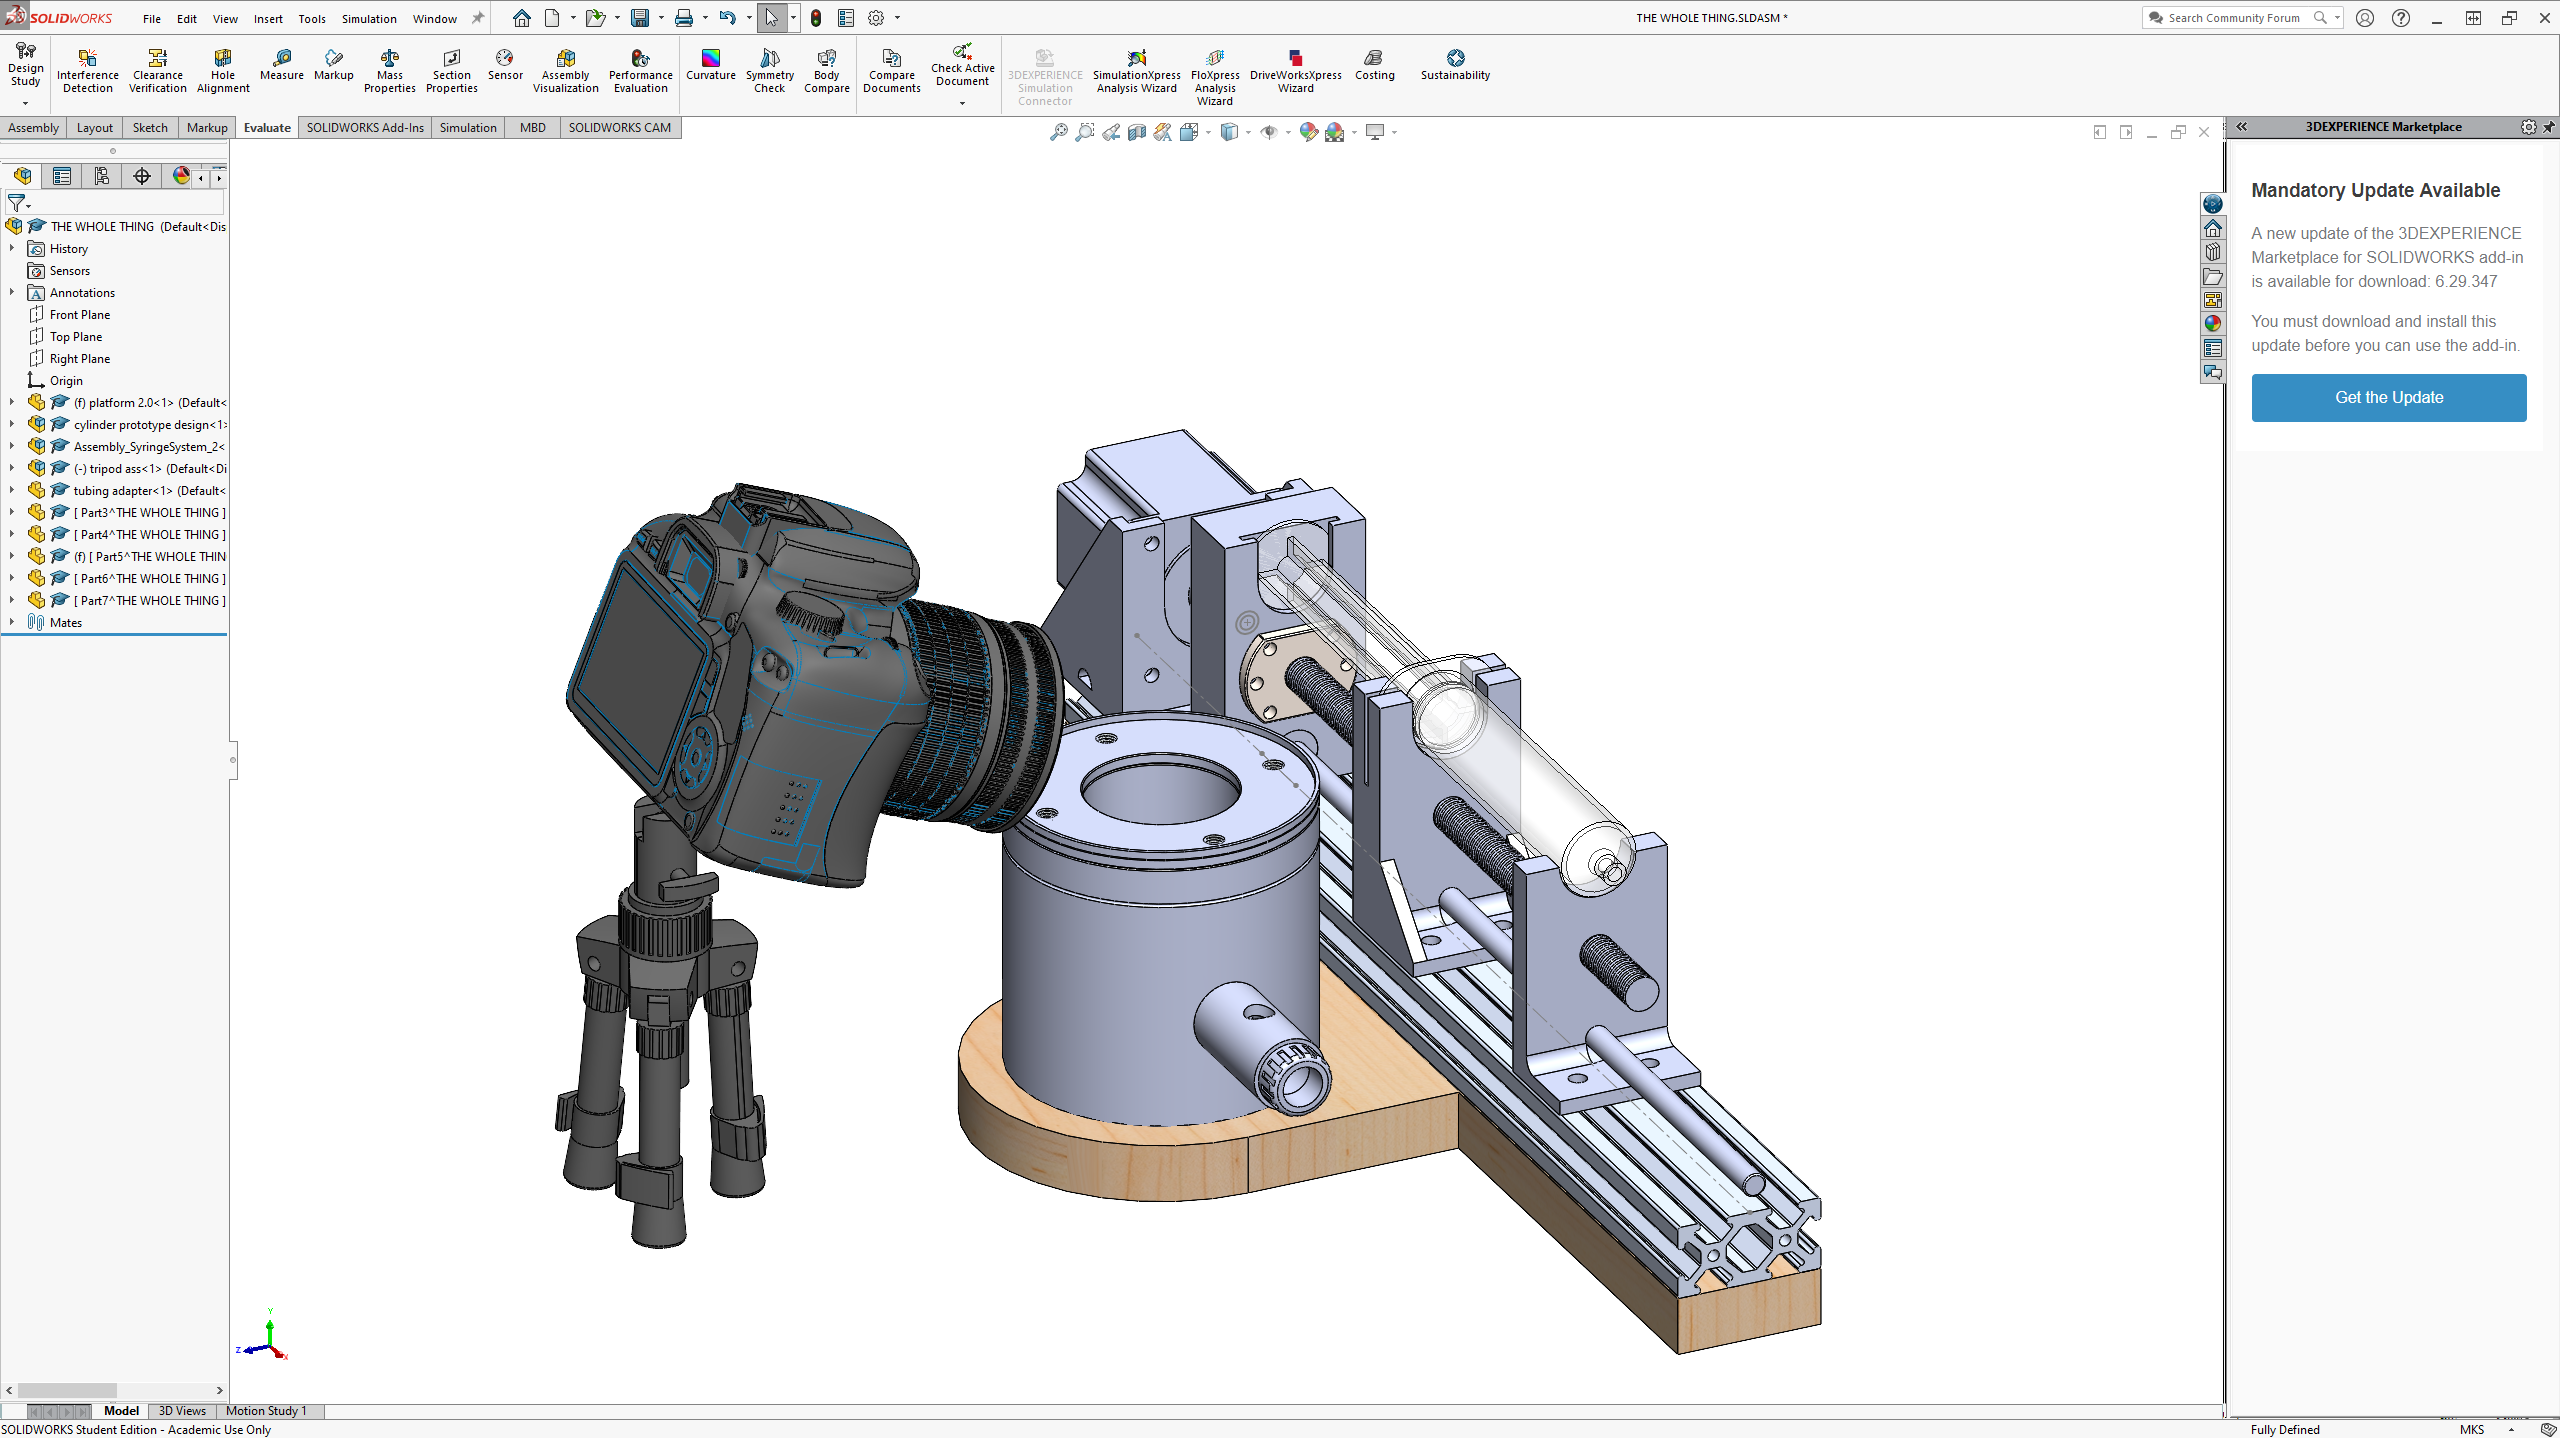 SOLIDWORKS
File Edit View Insert Tools Simulation Window
THE WHOLE THING.SLDASM *
Search Community Forum
Design Study
Interference Detection
Clearance Verification
Hole Alignment
Measure
Markup
Mass Properties
Section Properties
Sensor
Assembly Visualization
Performance Evaluation
Curvature
Symmetry Check
Body Compare
Compare Documents
Check Active Document
3DEXPERIENCE Simulation Connector
SimulationXpress Analysis Wizard
FloXpress Analysis Wizard
DriveWorksXpress Wizard
Costing
Sustainability
Assembly Layout Sketch Markup Evaluate SOLIDWORKS Add-Ins Simulation MBD SOLIDWORKS CAM
THE WHOLE THING (Default<Dis
History
Sensors
Annotations
Front Plane
Top Plane
Right Plane
Origin
(f) platform 2.0<1> (Default<
cylinder prototype design<1>
Assembly_SyringeSystem_2<
(-) tripod ass<1> (Default<Di
tubing adapter<1> (Default<
[ Part3^THE WHOLE THING ]
[ Part4^THE WHOLE THING ]
(f) [ Part5^THE WHOLE THIN
[ Part6^THE WHOLE THING ]
[ Part7^THE WHOLE THING ]
Mates
3DEXPERIENCE Marketplace
Mandatory Update Available
A new update of the 3DEXPERIENCE
Marketplace for SOLIDWORKS add-in
is available for download: 6.29.347
You must download and install this
update before you can use the add-in.
Get the Update
Y
Z
X
Model 3D Views Motion Study 1
SOLIDWORKS Student Edition - Academic Use Only
Fully Defined
MKS